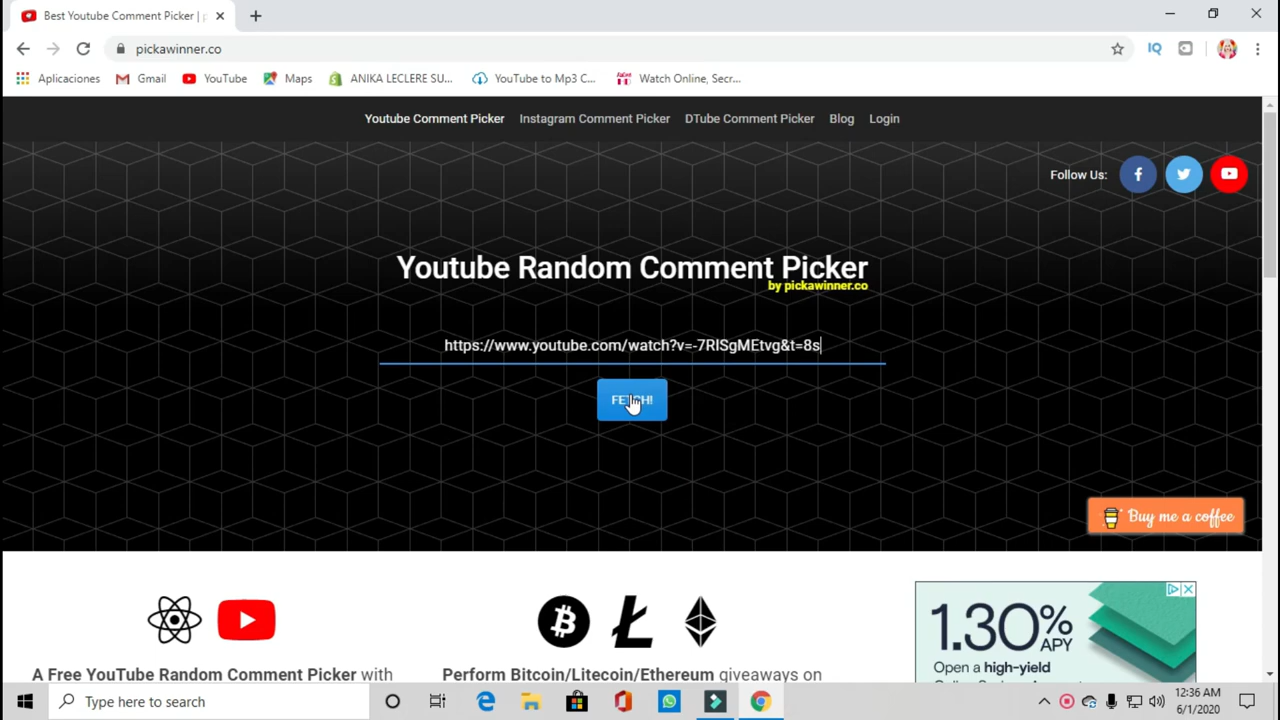 Best Youtube Comment Picker |
pickawinner.co
IQ
Aplicaciones
Gmail
YouTube
Maps
ANIKA LECLERE SU...
YouTube to Mp3 C...
Watch Online, Secr...
Youtube Comment Picker
Instagram Comment Picker
DTube Comment Picker
Blog
Login
Follow Us:
Youtube Random Comment Picker
by pickawinner.co
https://www.youtube.com/watch?v=-7RlSgMEtvg&t=8s
FETCH!
Buy me a coffee
A Free YouTube Random Comment Picker with
Perform Bitcoin/Litecoin/Ethereum giveaways on
1.30% APY
Open a high-yield
Type here to search
12:36 AM
6/1/2020